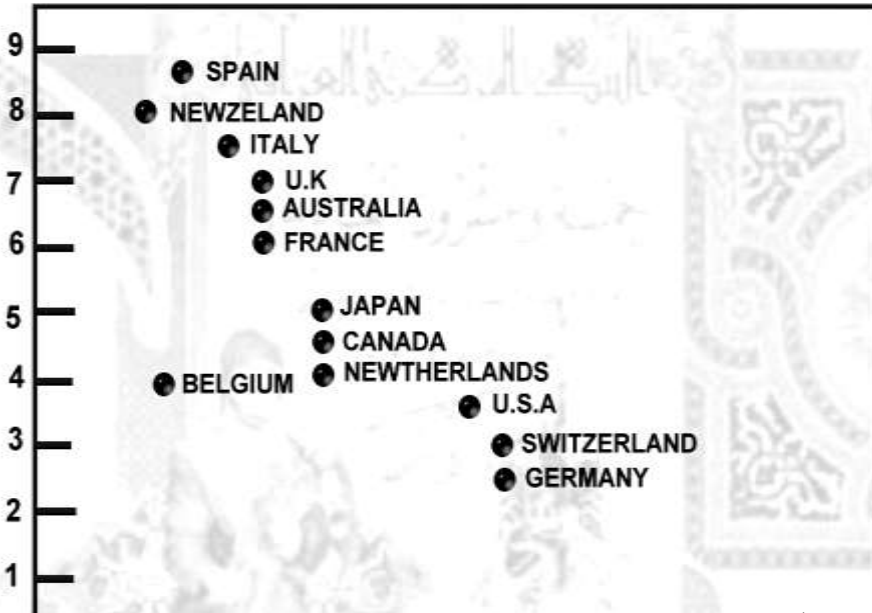 9
SPAIN
8
NEWZELAND
ITALY
7
U.K
AUSTRALIA
6
FRANCE
5
JAPAN
CANADA
4
NEWTHERLANDS
BELGIUM
U.S.A
3
SWITZERLAND
GERMANY
2
1